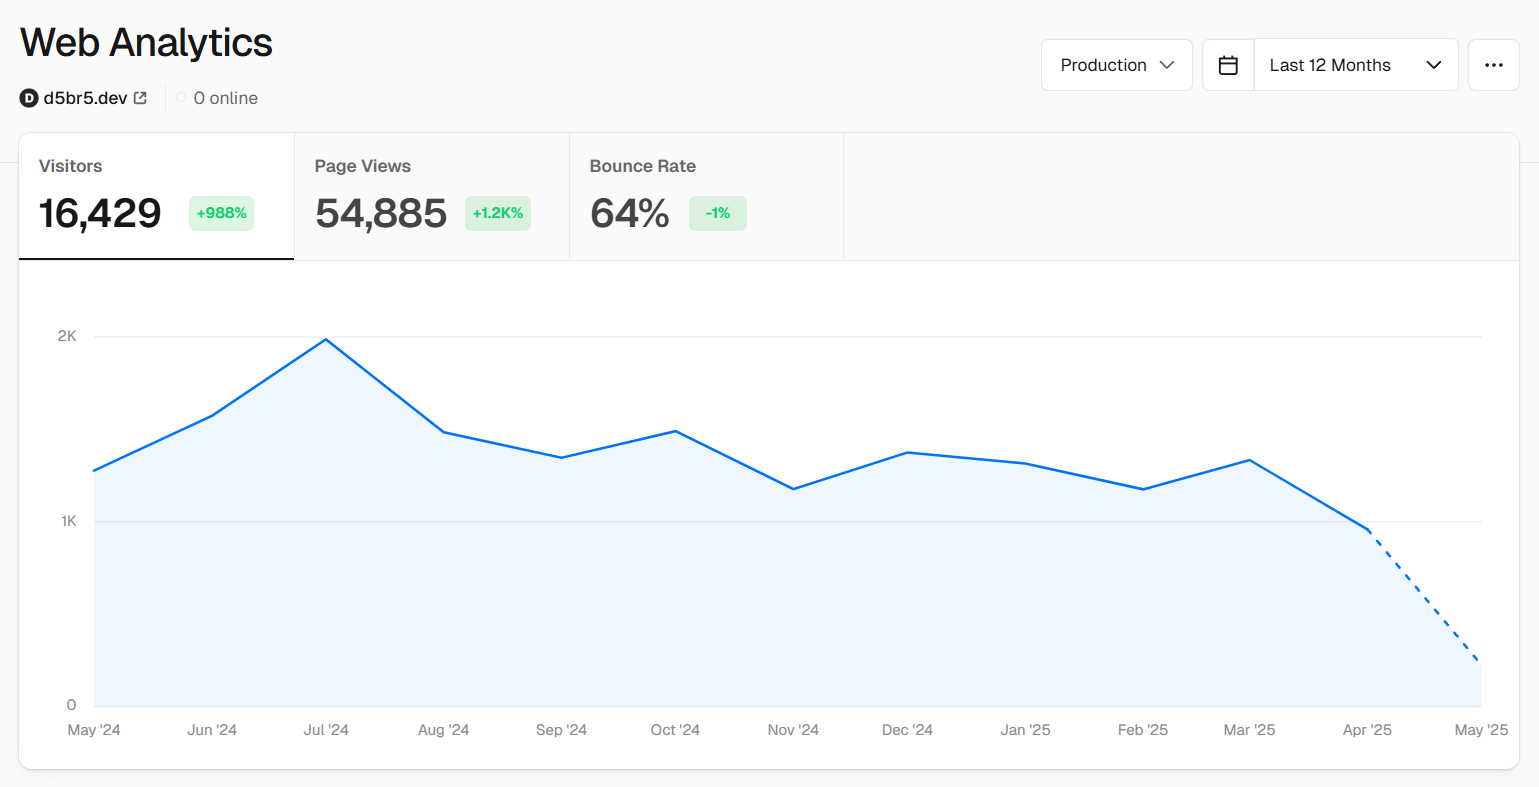 Web Analytics
Production
Last 12 Months
D d5br5.dev
0 online
Visitors
16,429 +988%
Page Views
54,885 +1.2K%
Bounce Rate
64% -1%
2K
1K
0
May '24 Jun '24 Jul '24 Aug '24 Sep '24 Oct '24 Nov '24 Dec '24 Jan '25 Feb '25 Mar '25 Apr '25 May '25